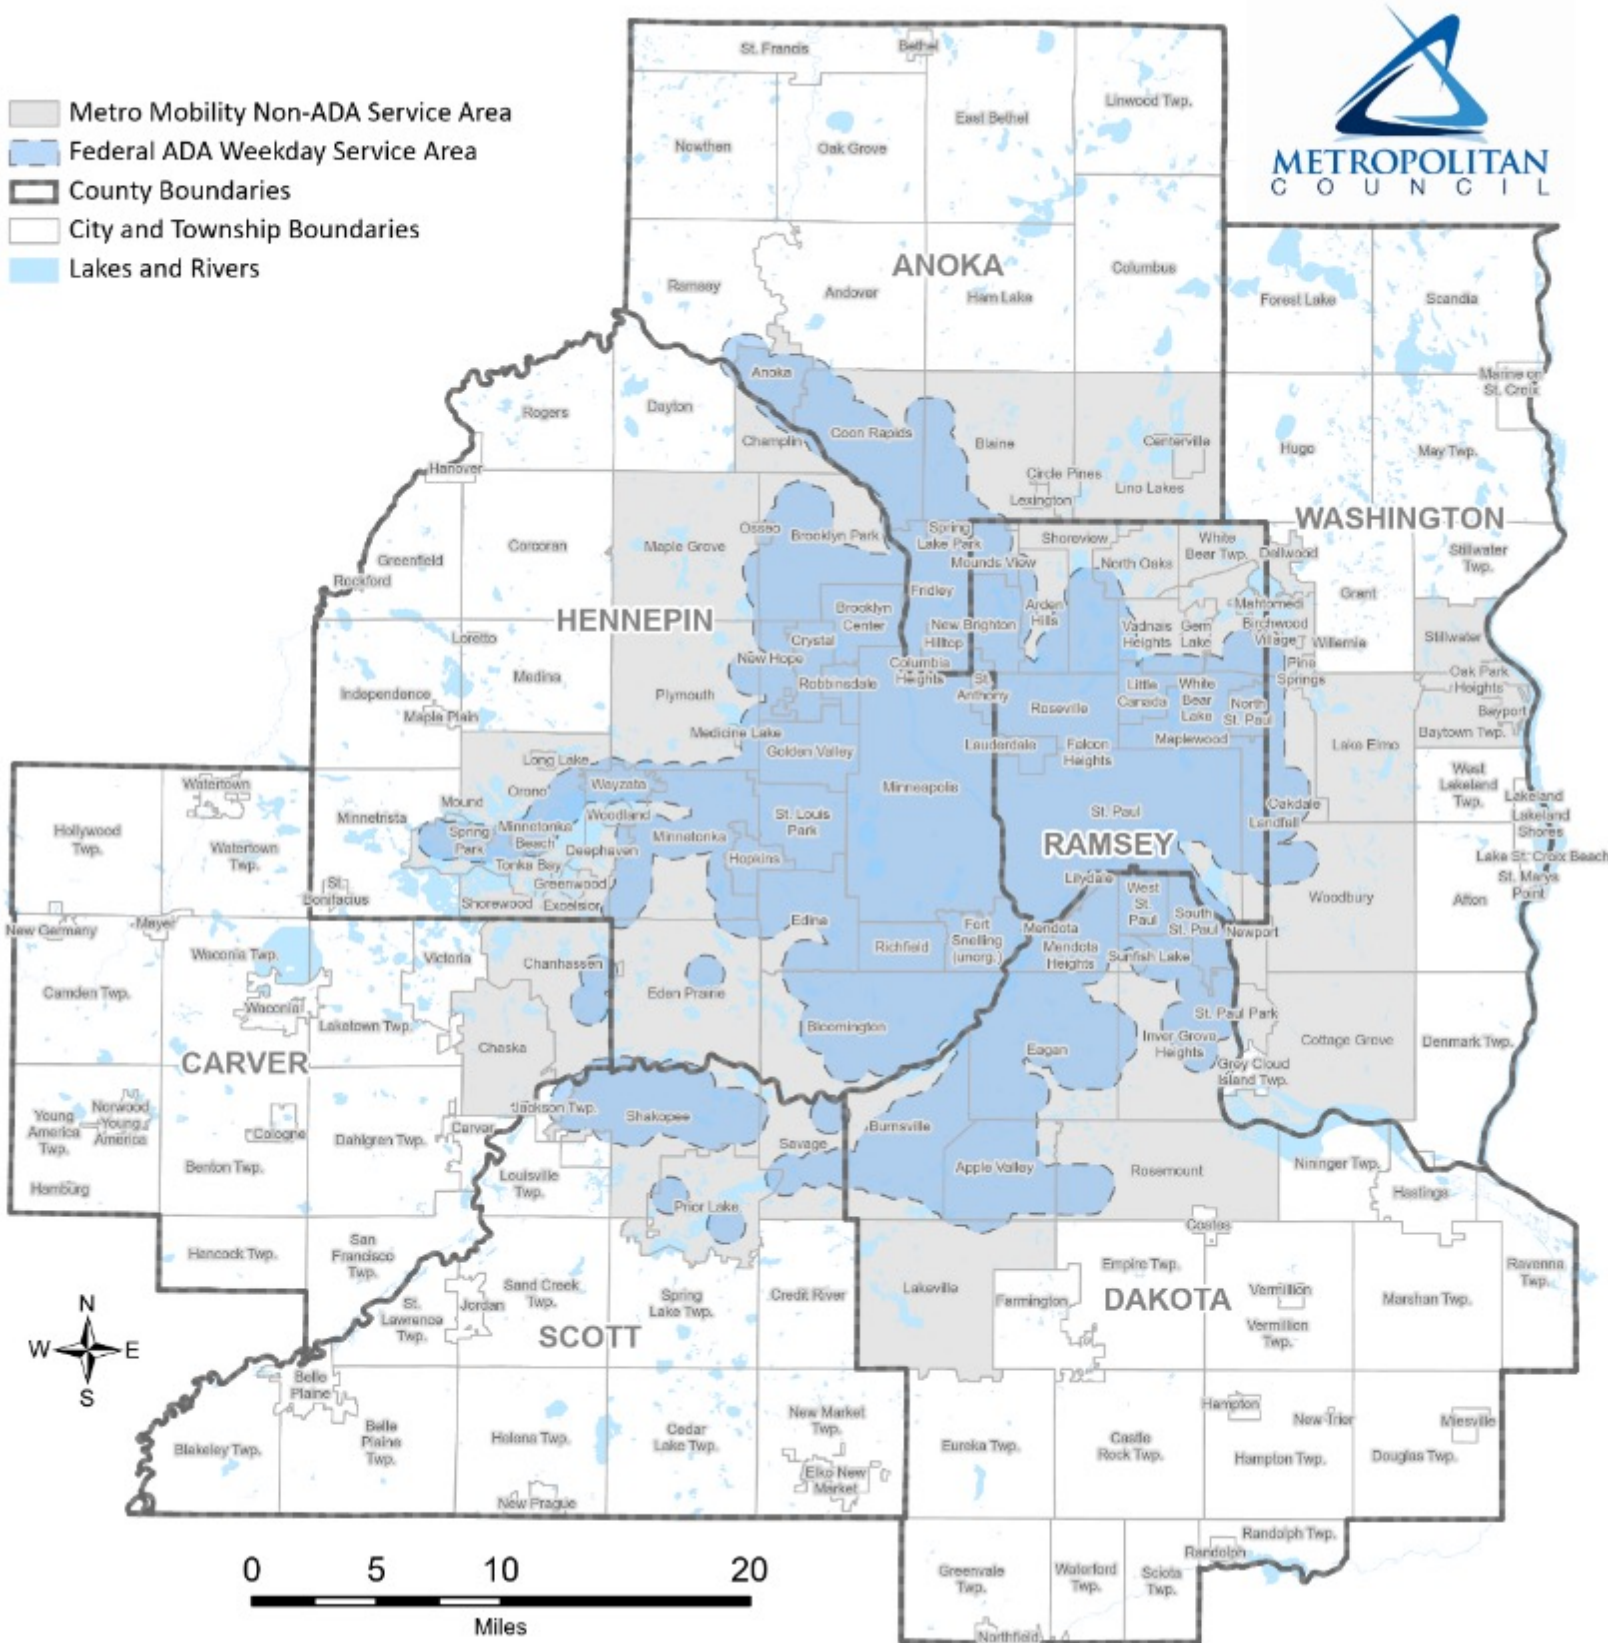 METROPOLITAN
COUNCIL
Metro Mobility Non-ADA Service Area
Federal ADA Weekday Service Area
County Boundaries
City and Township Boundaries
Lakes and Rivers
St. Francis
Bethel
Linwood Twp.
East Bethel
Nowthen
Oak Grove
ANOKA
Columbus
Ramsey
Andover
Ham Lake
Forest Lake
Scandia
Anoka
Marine on
St. Croix
Rogers
Dayton
Champlin
Coon Rapids
Blaine
Centerville
Hugo
May Twp.
Hanover
Circle Pines
Lexington
Lino Lakes
WASHINGTON
Osseo
Brooklyn Park
Spring
Lake Park
Shoreview
White
Bear Twp.
Dellwood
Corcoran
Maple Grove
Greenfield
Mounds View
North Oaks
Stillwater
Twp.
Rockford
Fridley
Grant
HENNEPIN
Brooklyn
Center
New Brighton
Arden
Hills
Mahtomedi
Birchwood
Village
Vadnais
Heights
Gem
Lake
Willernie
Stillwater
Loretto
Crystal
Hilltop
Medina
New Hope
Columbia
Heights
Pine
Springs
Oak Park
Heights
Independence
Plymouth
Robbinsdale
St.
Anthony
Little
Canada
White
Bear
Lake
North
St. Paul
Roseville
Bayport
Maple Plain
Medicine Lake
Baytown Twp.
Golden Valley
Lauderdale
Falcon
Heights
Maplewood
Lake Elmo
Long Lake
Watertown
Wayzata
Orono
Minneapolis
West
Lakeland
Twp.
Lakeland
Lakeland
Shores
Mound
Minnetrista
Woodland
St. Louis
Park
St. Paul
Oakdale
Landfall
Hollywood
Twp.
Watertown
Twp.
Spring
Park
Minnetonka
Beach
Deephaven
Minnetonka
RAMSEY
Tonka Bay
Hopkins
Lake St. Croix Beach
St. Marys
Point
St.
Bonifacius
Greenwood
Shorewood
Excelsior
Lilydale
West
St.
Paul
Woodbury
Afton
New Germany
Mayer
Edina
Fort
Snelling
(unorg.)
Mendota
South
St. Paul
Newport
Waconia Twp.
Victoria
Chanhassen
Richfield
Mendota
Heights
Sunfish Lake
Camden Twp.
Eden Prairie
Waconia
Laketown Twp.
St. Paul Park
Bloomington
Chaska
Eagan
Inver Grove
Heights
Cottage Grove
Denmark Twp.
CARVER
Grey Cloud
Island Twp.
Young
America
Twp.
Norwood
Young
America
Jackson Twp.
Shakopee
Cologne
Dahlgren Twp.
Carver
Burnsville
Savage
Benton Twp.
Hamburg
Louisville
Twp.
Apple Valley
Rosemount
Nininger Twp.
Hastings
Prior Lake
Coates
Hancock Twp.
San
Francisco
Twp.
Empire Twp.
Ravenna
Twp.
Sand Creek
Twp.
Spring
Lake Twp.
Credit River
Lakeville
Farmington
DAKOTA
Vermillion
Marshan Twp.
St.
Lawrence
Twp.
Jordan
SCOTT
Vermillion
Twp.
N
W
E
S
Belle
Plaine
Blakeley Twp.
Belle
Plaine
Twp.
Helena Twp.
Cedar
Lake Twp.
New Market
Twp.
Hampton
New Trier
Miesville
Eureka Twp.
Castle
Rock Twp.
Hampton Twp.
Douglas Twp.
Elko New
Market
New Prague
Randolph Twp.
Randolph
Greenvale
Twp.
Waterford
Twp.
Sciota
Twp.
Northfield
0 5 10 20
Miles